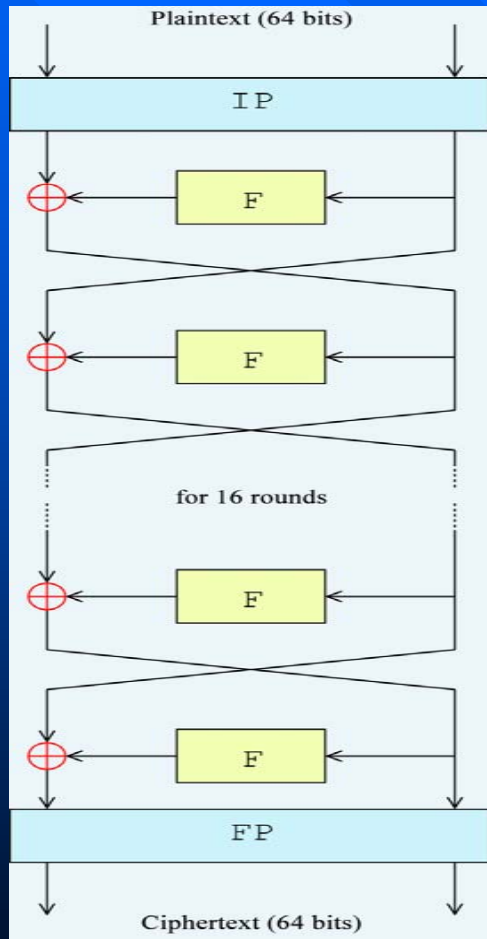 Plaintext (64 bits)
IP
F
F
for 16 rounds
F
F
FP
Ciphertext (64 bits)